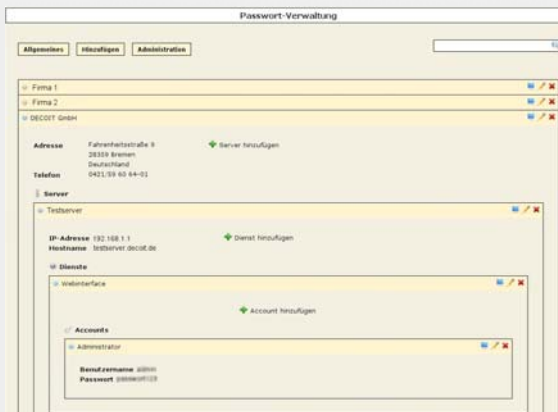 Passwort-Verwaltung
Allgemeines Hinzufügen Administration
Firma 1
Firma 2
DECOIT GmbH
Adresse Fahrenheitstraße 9
28359 Bremen
Deutschland
Telefon 0421/59 60 64-01
Server hinzufügen
Server
Testserver
IP-Adresse 192.168.1.1
Hostname testserver.decoit.de
Dienst hinzufügen
Dienste
Webinterface
Account hinzufügen
Accounts
Administrator
Benutzername
Passwort